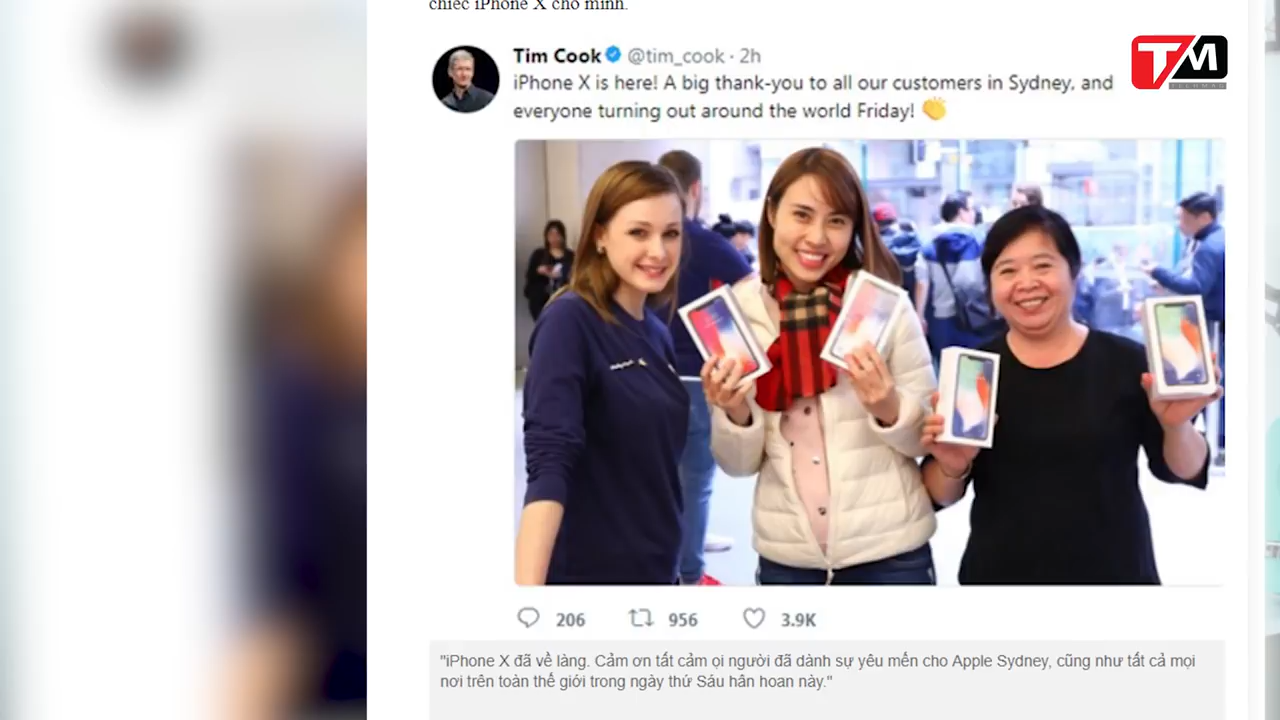 chiếc iPhone X cho mình.
Tim Cook @tim_cook · 2h
iPhone X is here! A big thank-you to all our customers in Sydney, and
everyone turning out around the world Friday! 👏
TM
TECHMAG
206 956 3.9K
"iPhone X đã về làng. Cảm ơn tất cảm ọi người đã dành sự yêu mến cho Apple Sydney, cũng như tất cả mọi
nơi trên toàn thế giới trong ngày thứ Sáu hân hoan này."